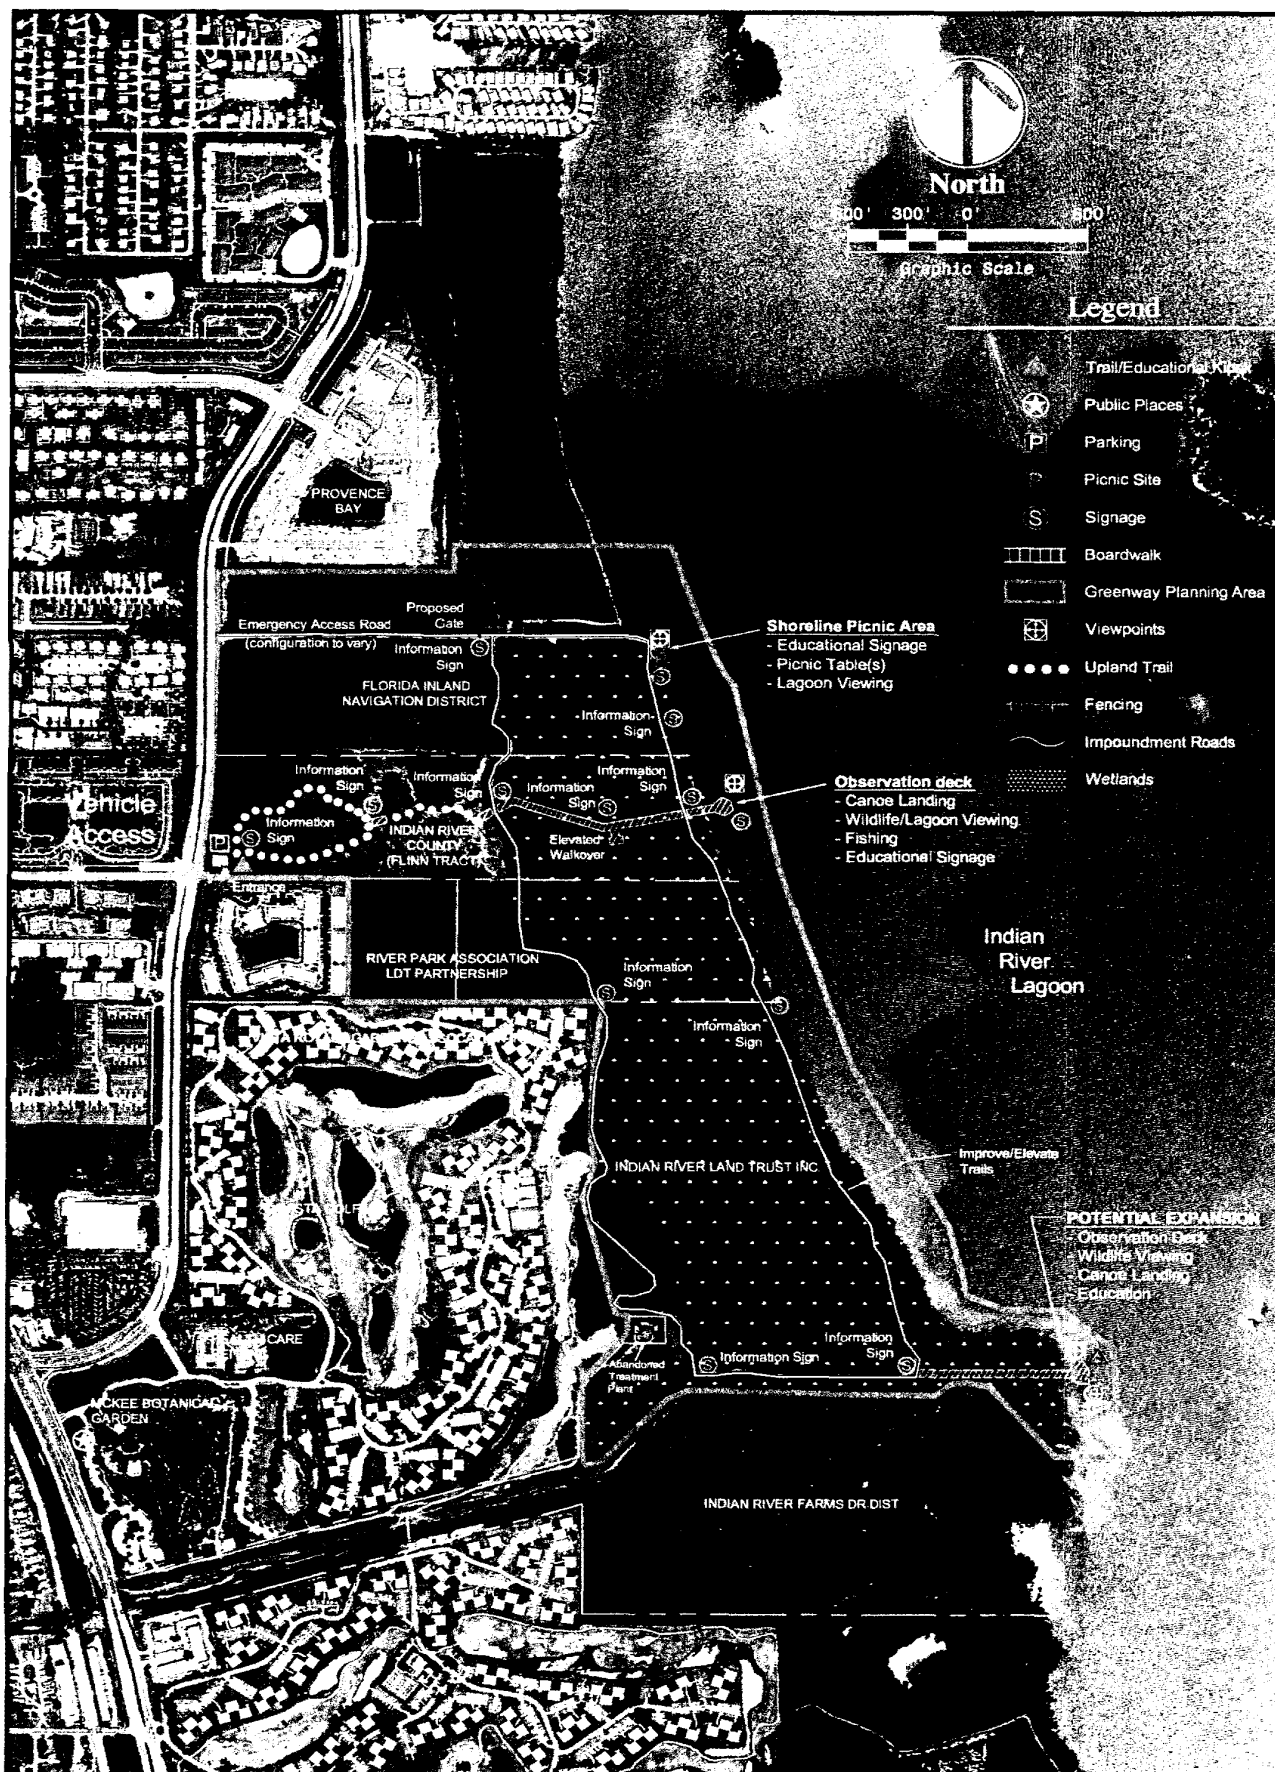 North
600' 300' 0' 600'
Graphic Scale
Legend
Trail/Educational Kiosk
Public Places
P Parking
P Picnic Site
S Signage
Boardwalk
Greenway Planning Area
Viewpoints
Upland Trail
Fencing
Impoundment Roads
Wetlands
PROVENCE
BAY
Emergency Access Road
(configuration to vary)
Proposed
Gate
Information
Sign
S
FLORIDA INLAND
NAVIGATION DISTRICT
Shoreline Picnic Area
- Educational Signage
- Picnic Table(s)
- Lagoon Viewing
S
Information
Sign
S
Vehicle
Access
Information
Sign
S
Information
Sign
S
Information
Sign
S
Information
Sign
S
Information
Sign
S
S
Observation deck
- Canoe Landing
- Wildlife/Lagoon Viewing
- Fishing
- Educational Signage
P
Entrance
INDIAN RIVER
COUNTY
(FLINN TRACT)
Elevated
Walkover
RIVER PARK ASSOCIATION
LDT PARTNERSHIP
Information
Sign
S
Information
Sign
S
Indian
River
Lagoon
INDIAN RIVER LAND TRUST INC
Improve/Elevate
Trails
POTENTIAL EXPANSION
Observation Deck
Wildlife Viewing
Canoe Landing
Education
Abandoned
Treatment
Plant
S
Information Sign
Information
Sign
S
CARE
MCKEE BOTANICAL
GARDEN
INDIAN RIVER FARMS DR DIST